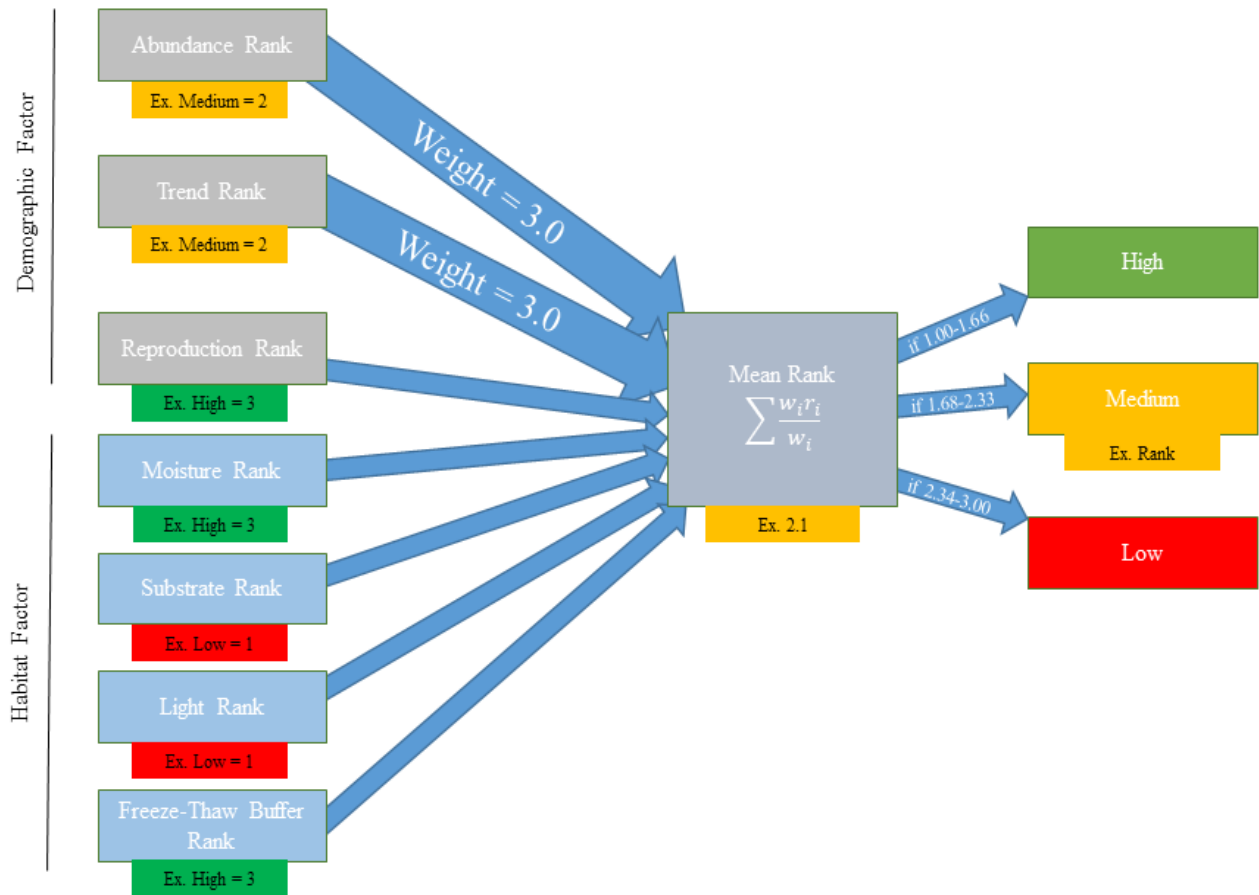 Demographic Factor
Abundance Rank
Ex. Medium = 2
Trend Rank
Ex. Medium = 2
Reproduction Rank
Ex. High = 3
Habitat Factor
Moisture Rank
Ex. High = 3
Substrate Rank
Ex. Low = 1
Light Rank
Ex. Low = 1
Freeze-Thaw Buffer
Rank
Ex. High = 3
Weight = 3.0
Weight = 3.0
Mean Rank
∑ wᵢrᵢ/wᵢ
Ex. 2.1
if 1.00-1.66
if 1.68-2.33
if 2.34-3.00
High
Medium
Ex. Rank
Low